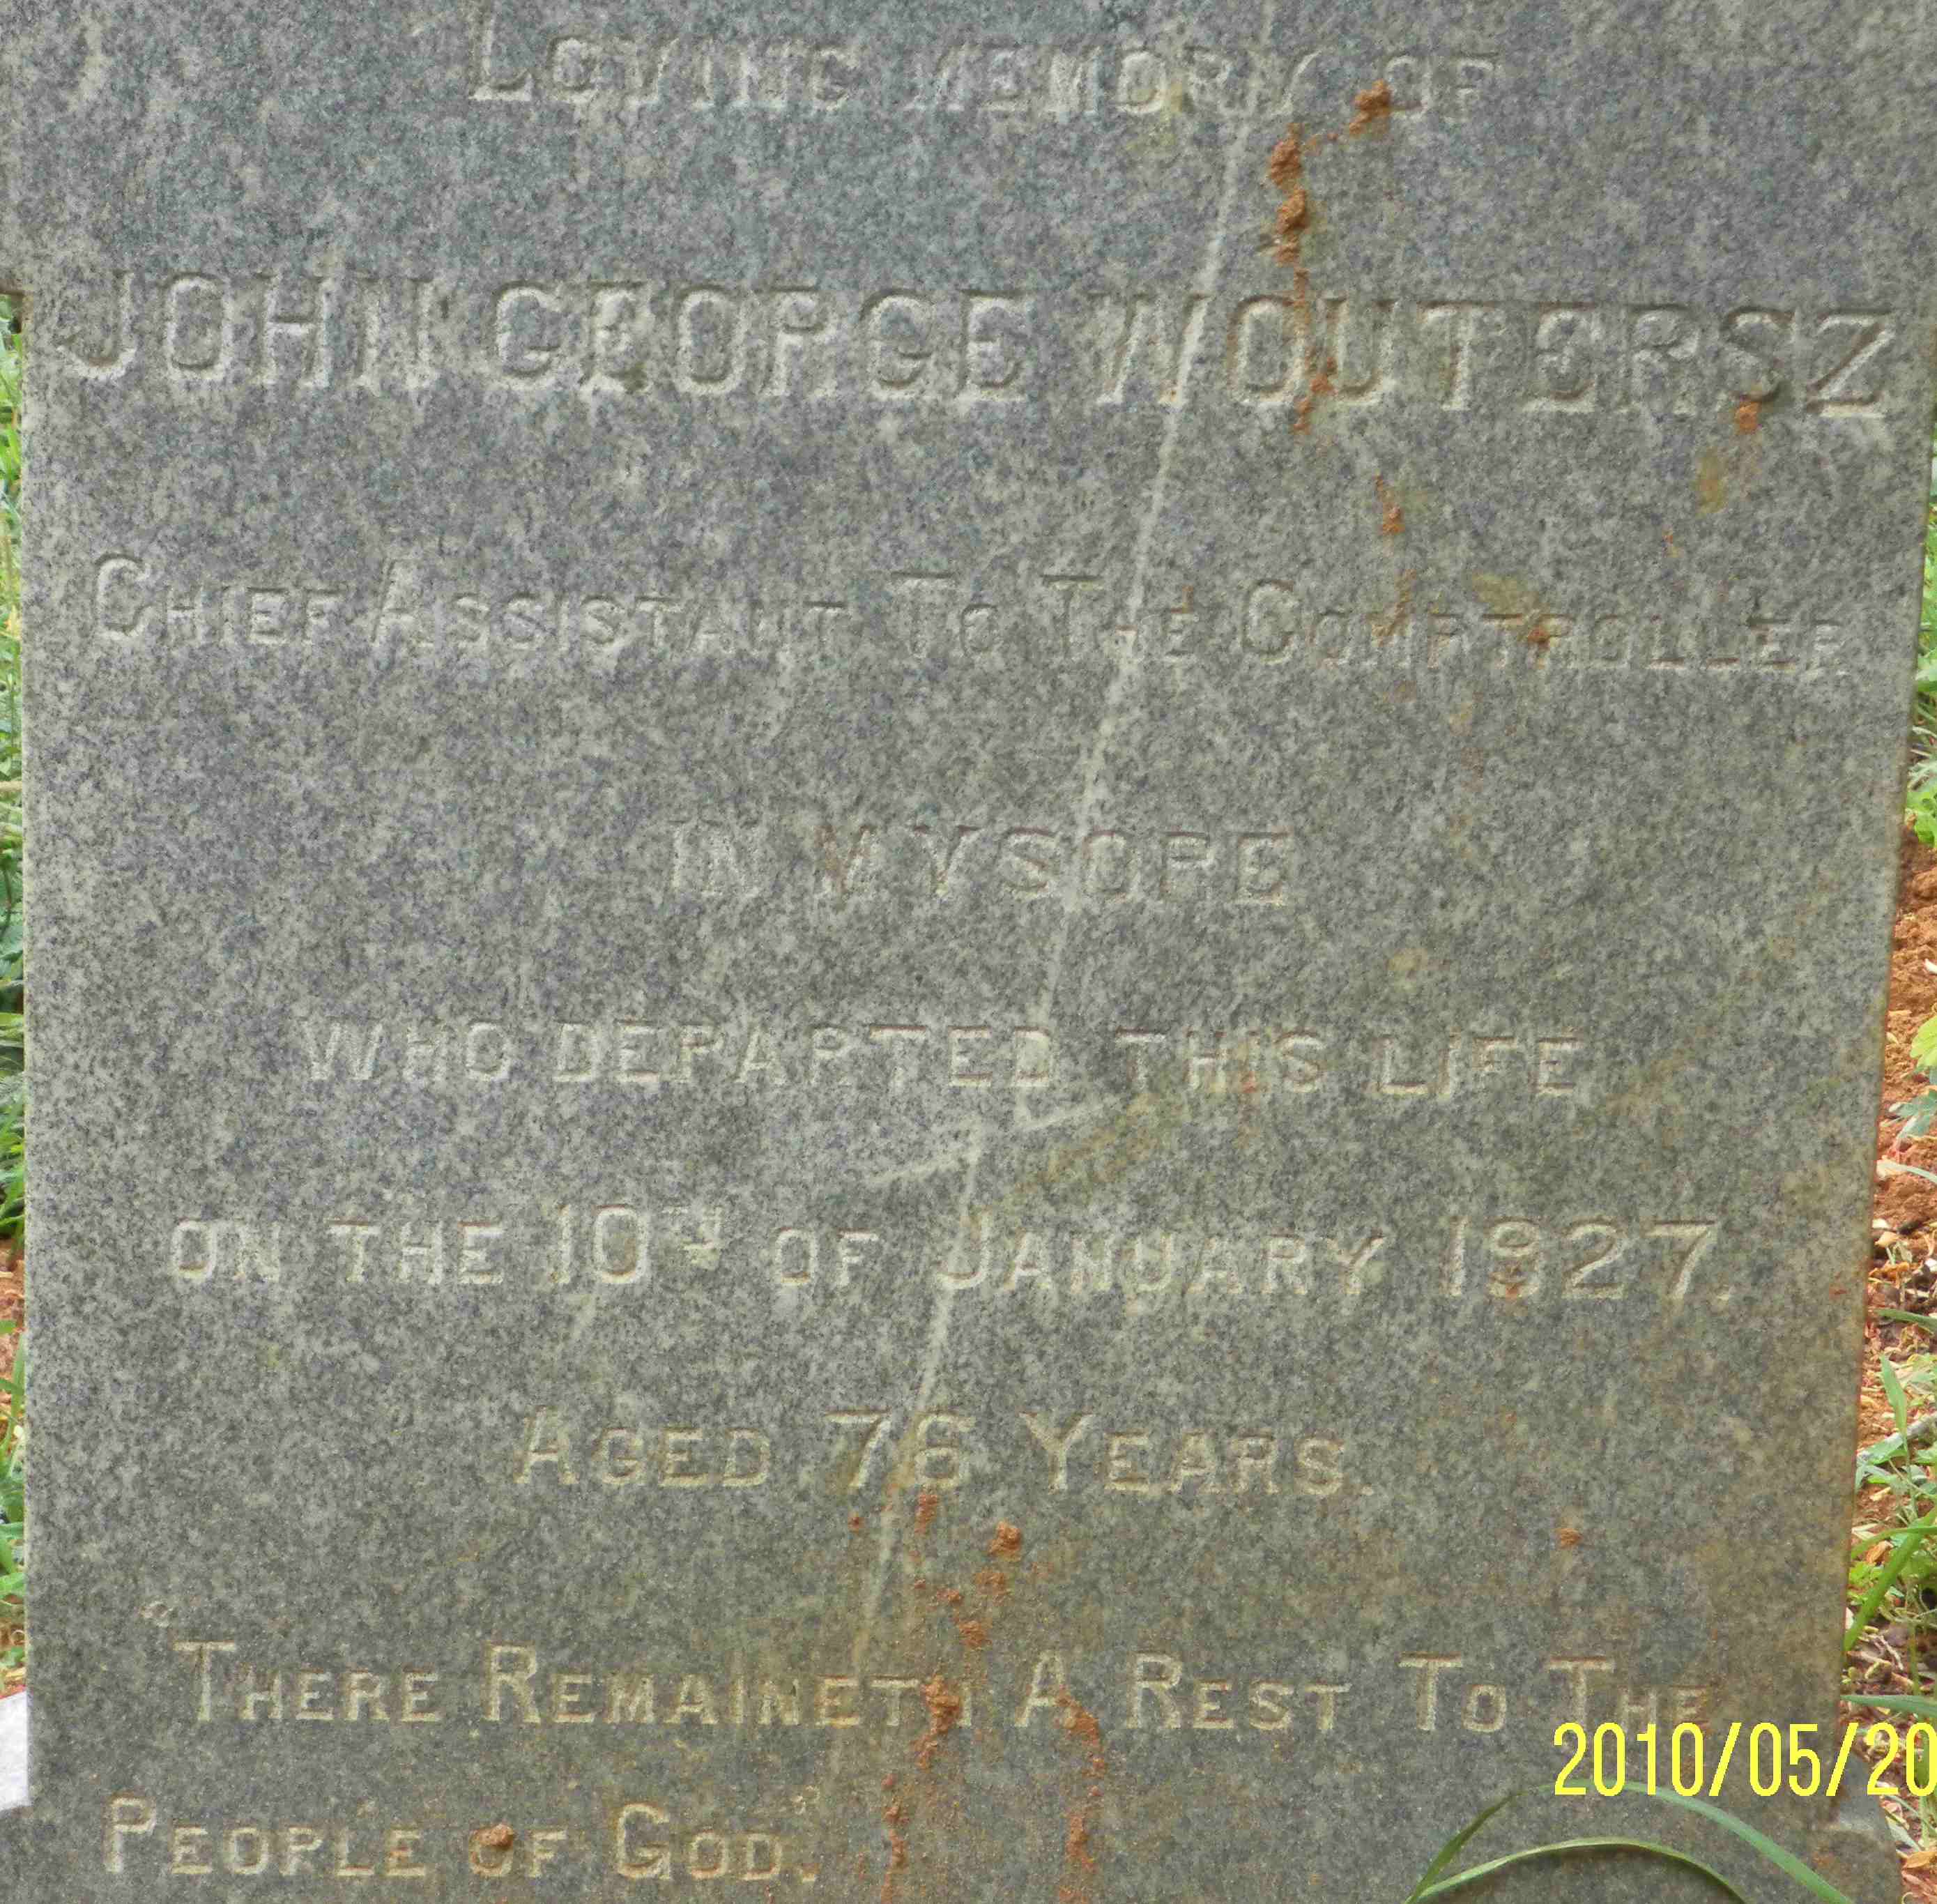 LOVING MEMORY OF
JOHN GEORGE WOUTERSZ
CHIEF ASSISTANT TO THE COMPTROLLER
IN MYSORE
WHO DEPARTED THIS LIFE
ON THE 10TH OF JANUARY 1927.
AGED 76 YEARS.
"THERE REMAINETH A REST TO THE
PEOPLE OF GOD."
2010/05/20